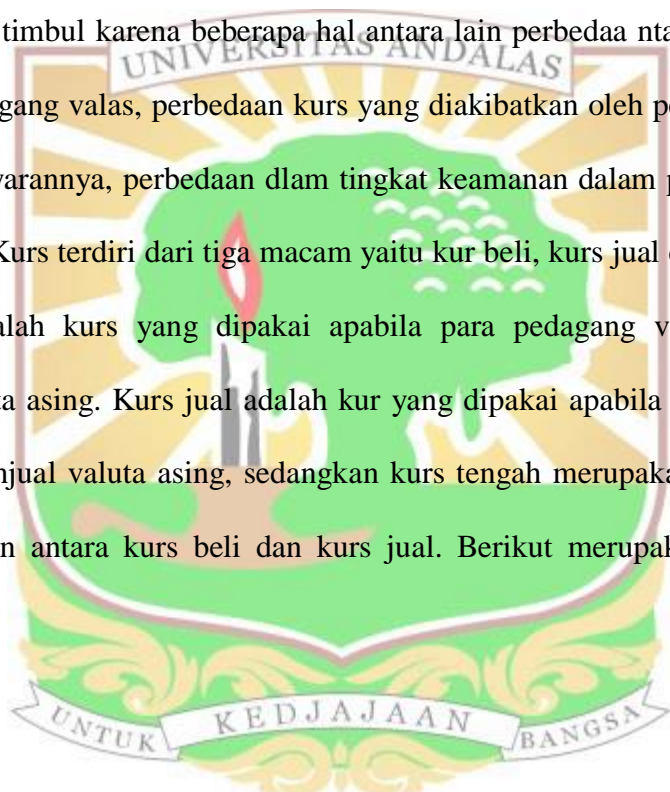 timbul karena beberapa hal antara lain perbedaa nta
UNIVERSITAS ANDALAS
gang valas, perbedaan kurs yang diakibatkan oleh
warannya, perbedaan dlam tingkat keamanan dalam
Kurs terdiri dari tiga macam yaitu kur beli, kurs jual
alah kurs yang dipakai apabila para pedagang
ta asing. Kurs jual adalah kur yang dipakai apabila
njual valuta asing, sedangkan kurs tengah merupaka
n antara kurs beli dan kurs jual. Berikut merupak
UNTUK KEDJAJAAN BANGSA